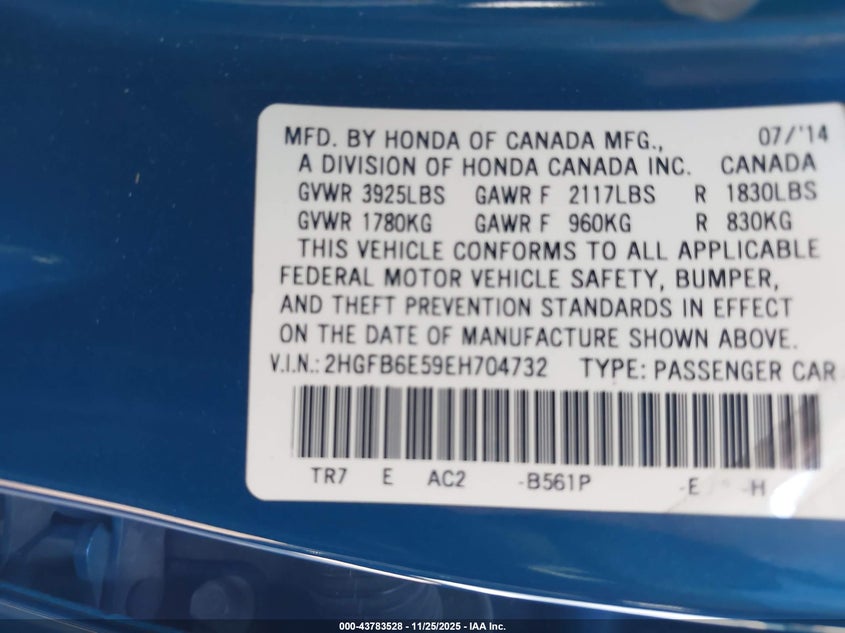 MFD. BY HONDA OF CANADA MFG., 07/'14
A DIVISION OF HONDA CANADA INC. CANADA
GVWR 3925LBS GAWR F 2117LBS R 1830LBS
GVWR 1780KG GAWR F 960KG R 830KG
THIS VEHICLE CONFORMS TO ALL APPLICABLE
FEDERAL MOTOR VEHICLE SAFETY, BUMPER,
AND THEFT PREVENTION STANDARDS IN EFFECT
ON THE DATE OF MANUFACTURE SHOWN ABOVE.
V.I.N.: 2HGFB6E59EH704732 TYPE: PASSENGER CAR
TR7 E AC2 -B561P -E -H
000-43783528 - 11/25/2025 - IAA Inc.